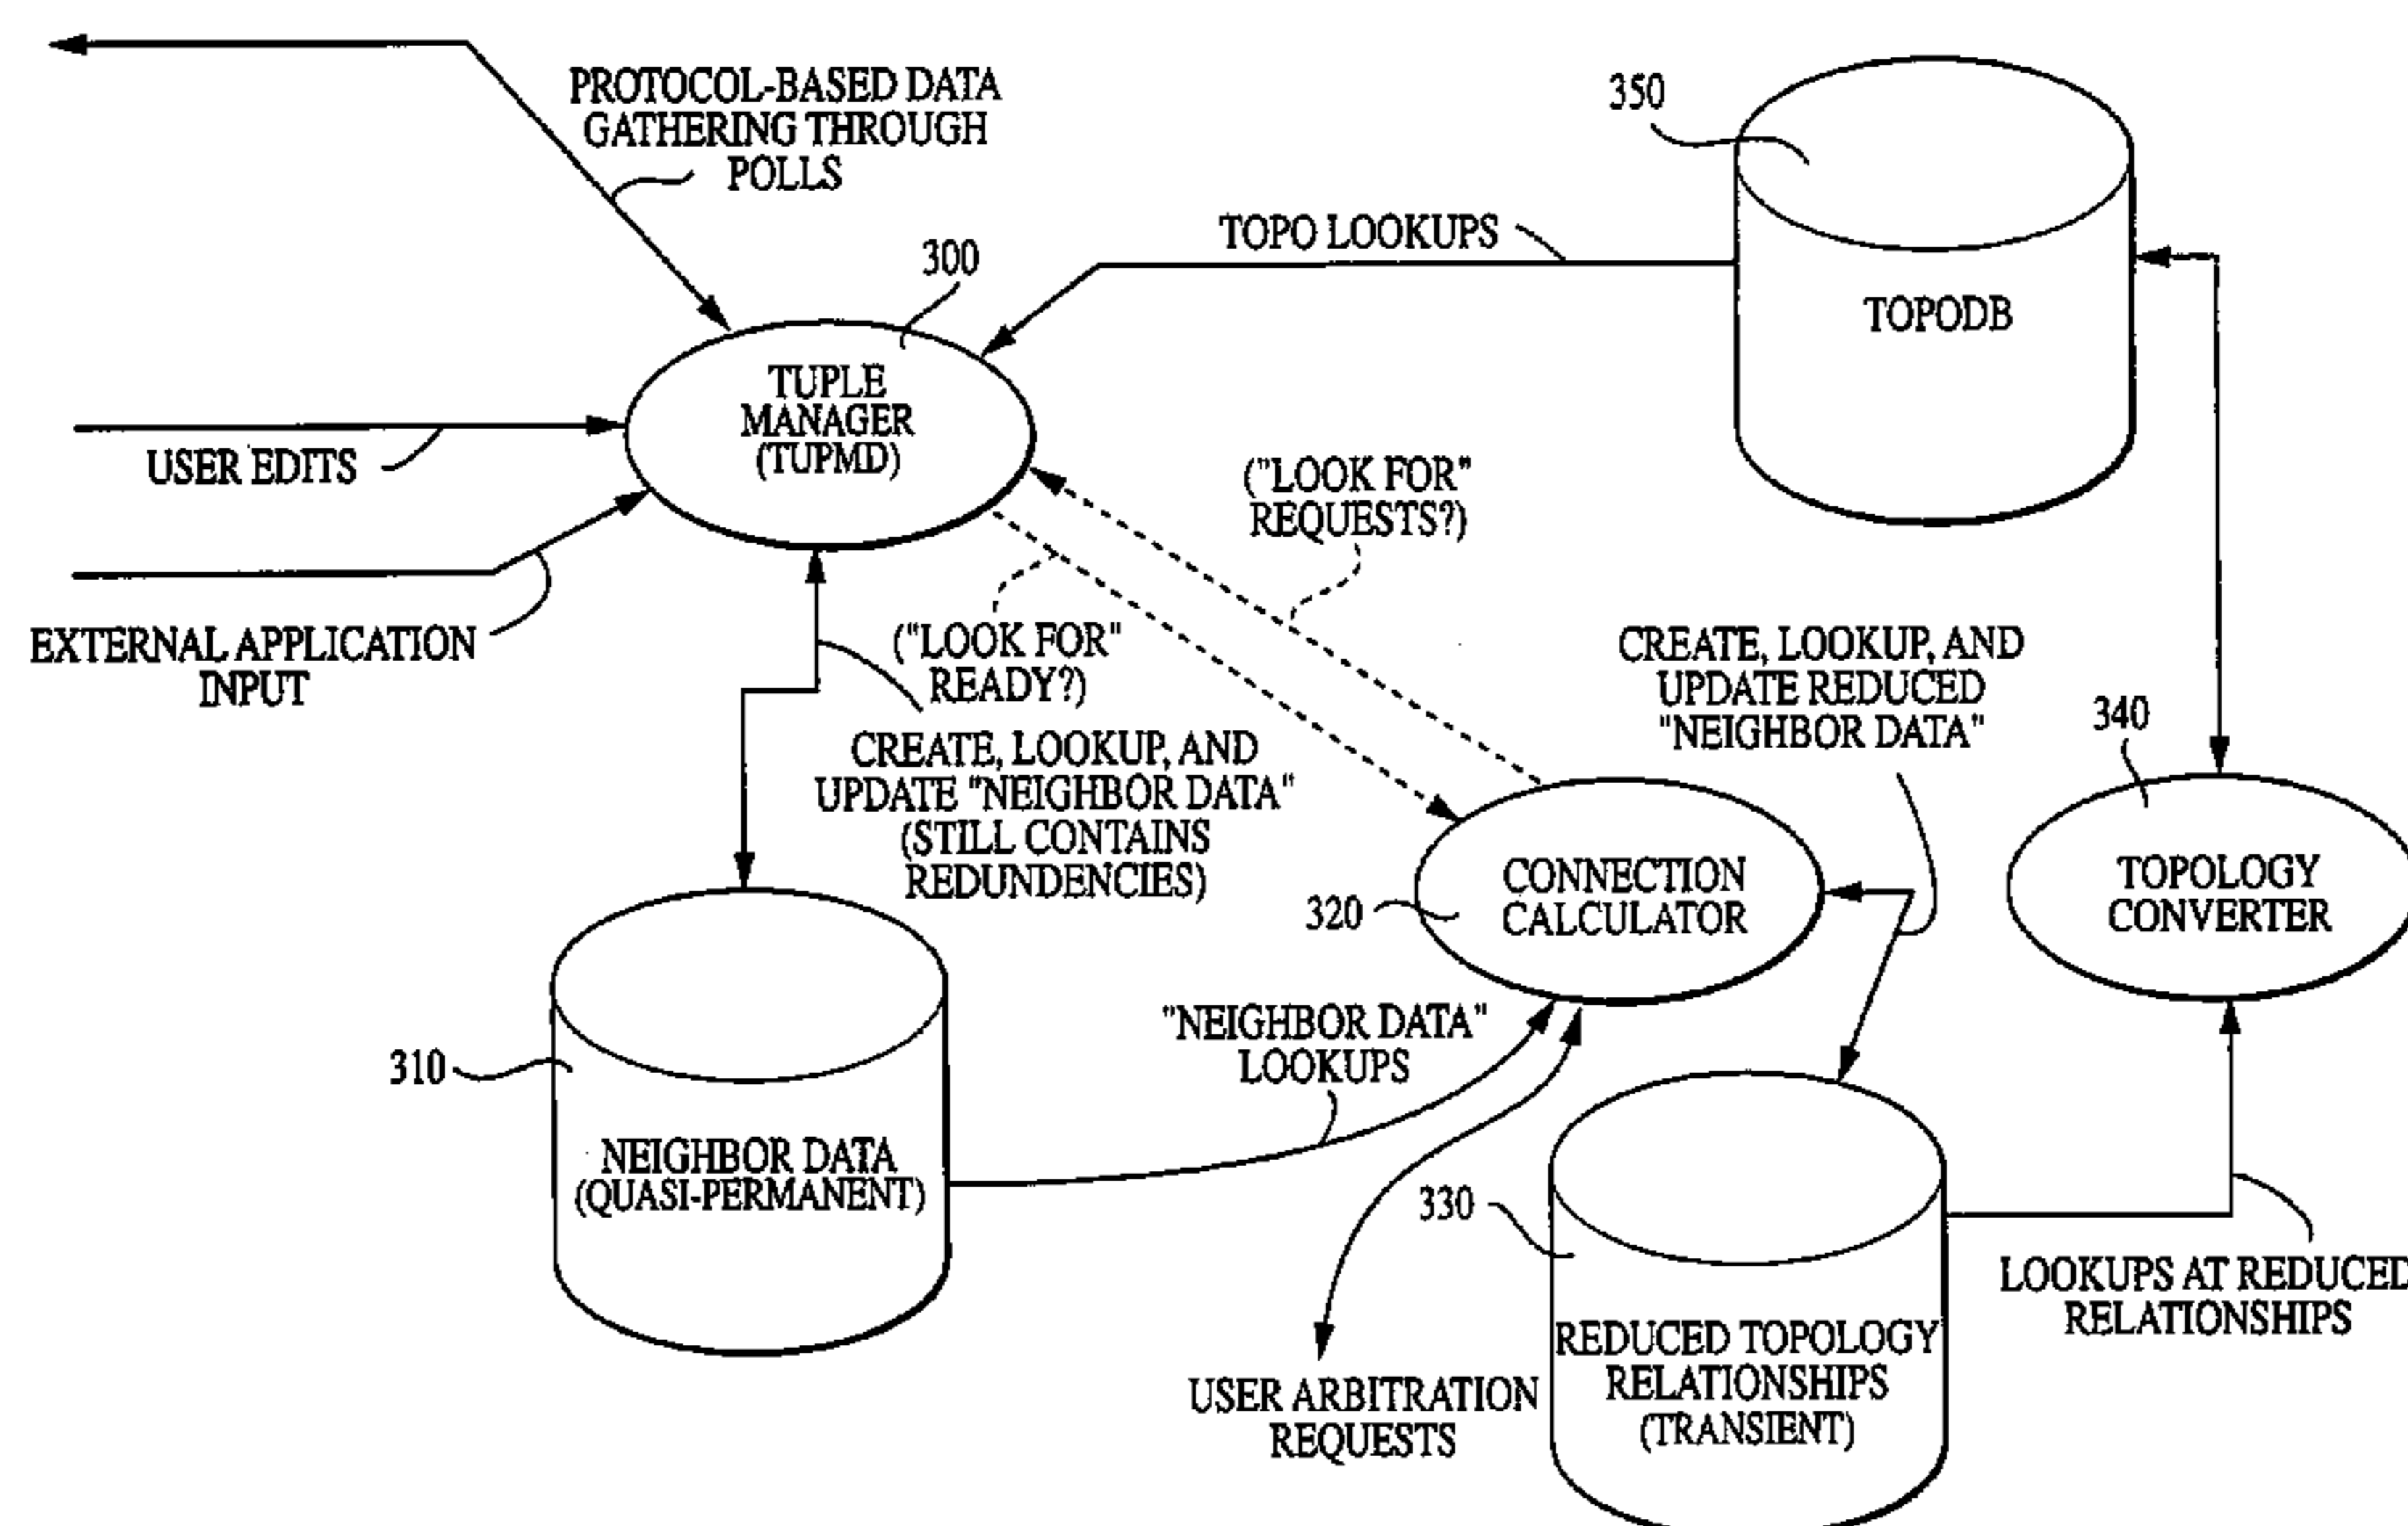 PROTOCOL-BASED DATA
GATHERING THROUGH
POLLS
350
TOPO LOOKUPS
300
TOPODB
TUPLE
MANAGER
(TUPMD)
USER EDITS
("LOOK FOR"
REQUESTS?)
EXTERNAL APPLICATION
INPUT
("LOOK FOR"
READY?)
CREATE, LOOKUP, AND
UPDATE REDUCED
"NEIGHBOR DATA"
340
CREATE, LOOKUP, AND
UPDATE "NEIGHBOR DATA"
(STILL CONTAINS
REDUNDENCIES)
320
CONNECTION
CALCULATOR
TOPOLOGY
CONVERTER
310
"NEIGHBOR DATA"
LOOKUPS
NEIGHBOR DATA
(QUASI-PERMANENT)
330
LOOKUPS AT REDUCED
RELATIONSHIPS
USER ARBITRATION
REQUESTS
REDUCED TOPOLOGY
RELATIONSHIPS
(TRANSIENT)